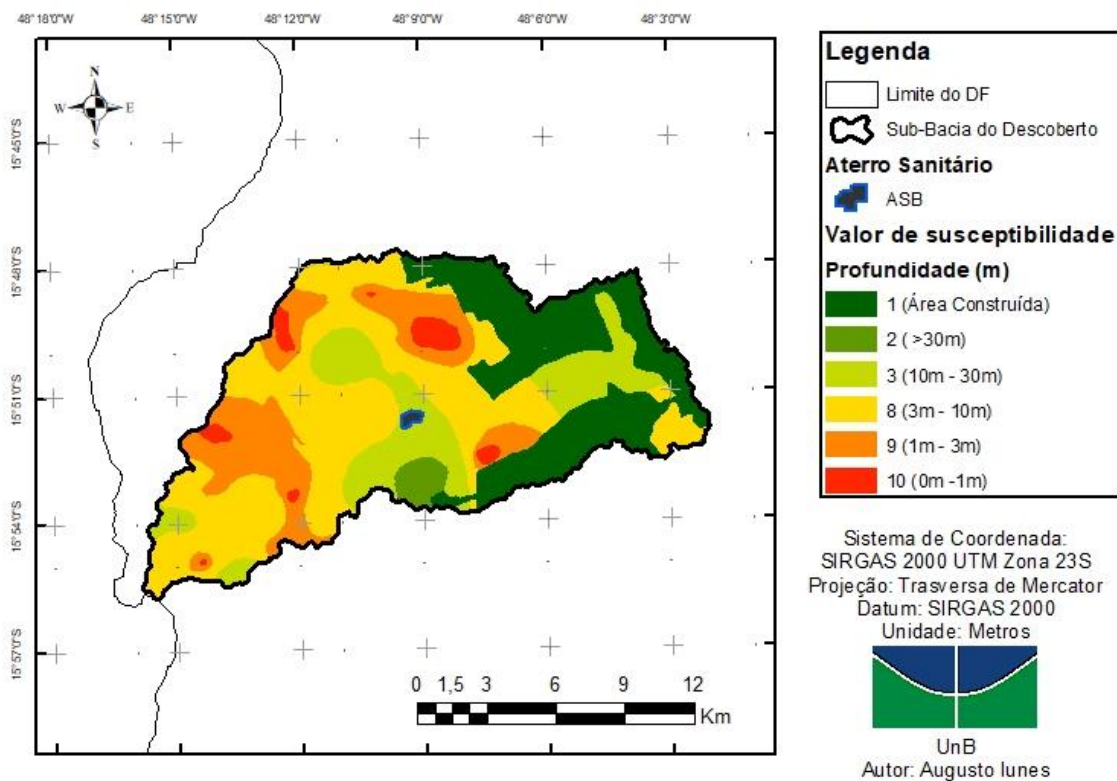 48°18'0"W 48°15'0"W 48°12'0"W 48°9'0"W 48°6'0"W 48°3'0"W
15°45'0"S
15°48'0"S
15°51'0"S
15°54'0"S
15°57'0"S
N
W E
S
0 1,5 3 6 9 12
Km
Legenda
Limite do DF
Sub-Bacia do Descoberto
Aterro Sanitário
ASB
Valor de susceptibilidade
Profundidade (m)
1 (Área Construída)
2 ( >30m)
3 (10m - 30m)
8 (3m - 10m)
9 (1m - 3m)
10 (0m -1m)
Sistema de Coordenada:
SIRGAS 2000 UTM Zona 23S
Projeção: Trasversa de Mercator
Datum: SIRGAS 2000
Unidade: Metros
UnB
Autor: Augusto Iunes